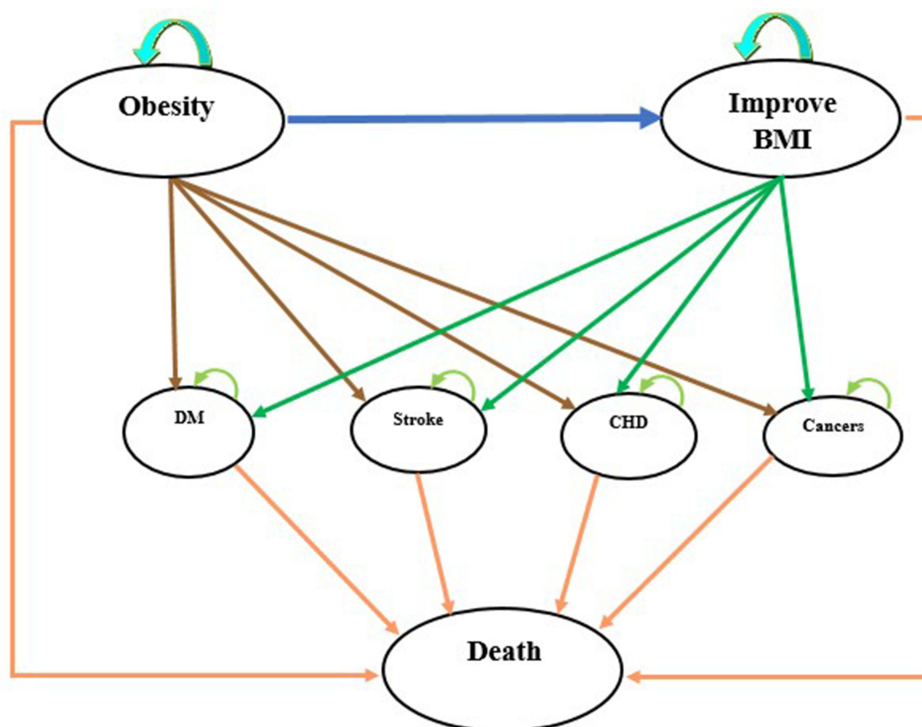 Obesity
Improve
BMI
DM
Stroke
CHD
Cancers
Death